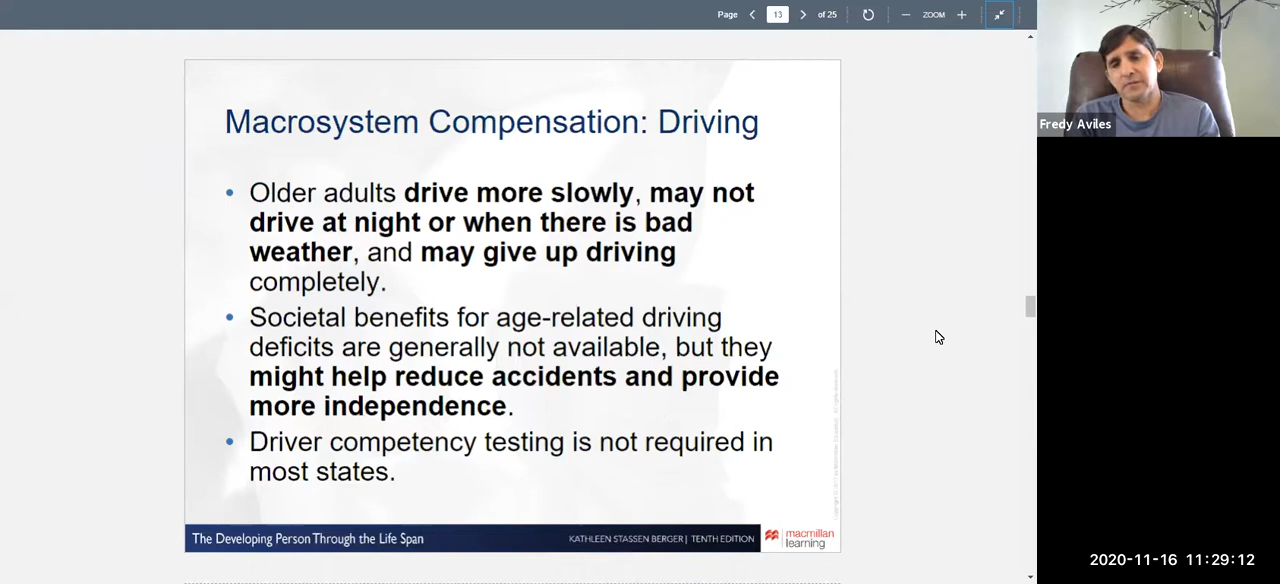 Page 13 of 25 ZOOM
Fredy Aviles
Macrosystem Compensation: Driving
• Older adults drive more slowly, may not
drive at night or when there is bad
weather, and may give up driving
completely.
• Societal benefits for age-related driving
deficits are generally not available, but they
might help reduce accidents and provide
more independence.
• Driver competency testing is not required in
most states.
The Developing Person Through the Life Span
KATHLEEN STASSEN BERGER | TENTH EDITION
macmillan
learning
2020-11-16 11:29:12